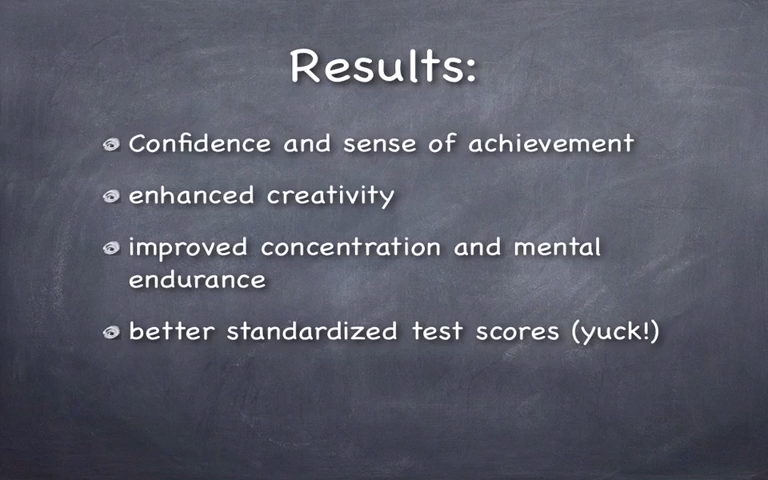 Results:
Confidence and sense of achievement
enhanced creativity
improved concentration and mental
endurance
better standardized test scores (yuck!)